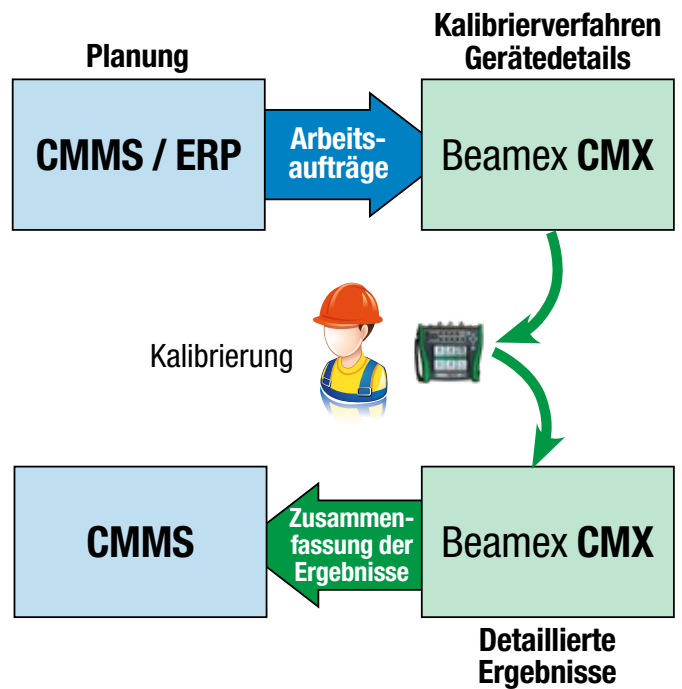 Planung
Kalibrierverfahren
Gerätedetails
CMMS / ERP
Arbeits-
aufträge
Beamex CMX
Kalibrierung
CMMS
Zusammen-
fassung der
Ergebnisse
Beamex CMX
Detaillierte
Ergebnisse